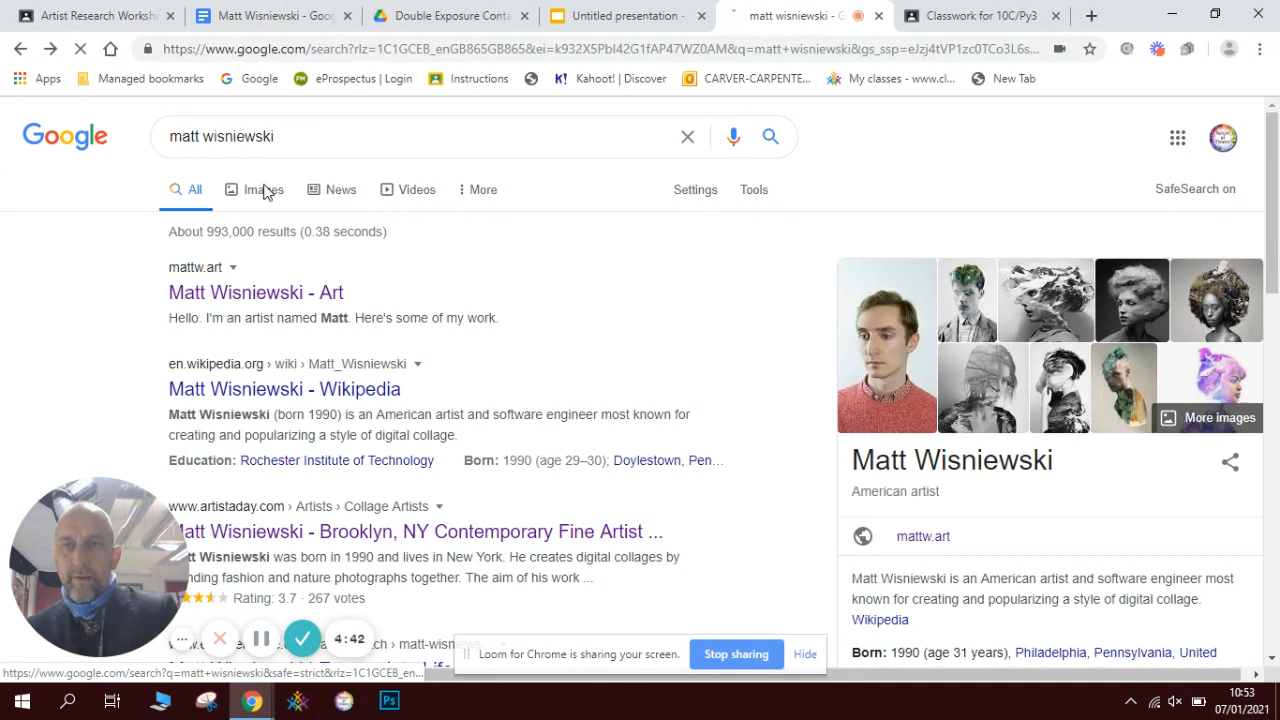 Artist Research Worksh
Matt Wisniewski - Goog
Double Exposure Conta
Untitled presentation -
matt wisniewski - G
Classwork for 10C/Py3
https://www.google.com/search?rlz=1C1GCEB_enGB865GB865&ei=k932X5PbI42G1fAP47WZ0AM&q=matt+wisniewski&gs_ssp=eJzj4tVP1zc0TCo3L6s...
Apps
Managed bookmarks
Google
eProspectus | Login
Instructions
Kahoot! | Discover
CARVER-CARPENTE...
My classes - www.cl...
New Tab
Google
matt wisniewski
All
Images
News
Videos
More
Settings
Tools
SafeSearch on
About 993,000 results (0.38 seconds)
mattw.art
Matt Wisniewski - Art
Hello. I'm an artist named Matt. Here's some of my work.
en.wikipedia.org › wiki › Matt_Wisniewski
Matt Wisniewski - Wikipedia
Matt Wisniewski (born 1990) is an American artist and software engineer most known for
creating and popularizing a style of digital collage.
Education: Rochester Institute of Technology Born: 1990 (age 29–30); Doylestown, Pen…
www.artistaday.com › Artists › Collage Artists
Matt Wisniewski - Brooklyn, NY Contemporary Fine Artist ...
tt Wisniewski was born in 1990 and lives in New York. He creates digital collages by
nding fashion and nature photographs together. The aim of his work ...
Rating: 3.7 · 267 votes
More images
Matt Wisniewski
American artist
mattw.art
Matt Wisniewski is an American artist and software engineer most
known for creating and popularizing a style of digital collage.
Wikipedia
Born: 1990 (age 31 years), Philadelphia, Pennsylvania, United
4:42
Loom for Chrome is sharing your screen.
Stop sharing
Hide
https://www.google.com/search?q=matt+wisniewski&safe=strict&rlz=1C1GCEB_en...
Ps
10:53
07/01/2021